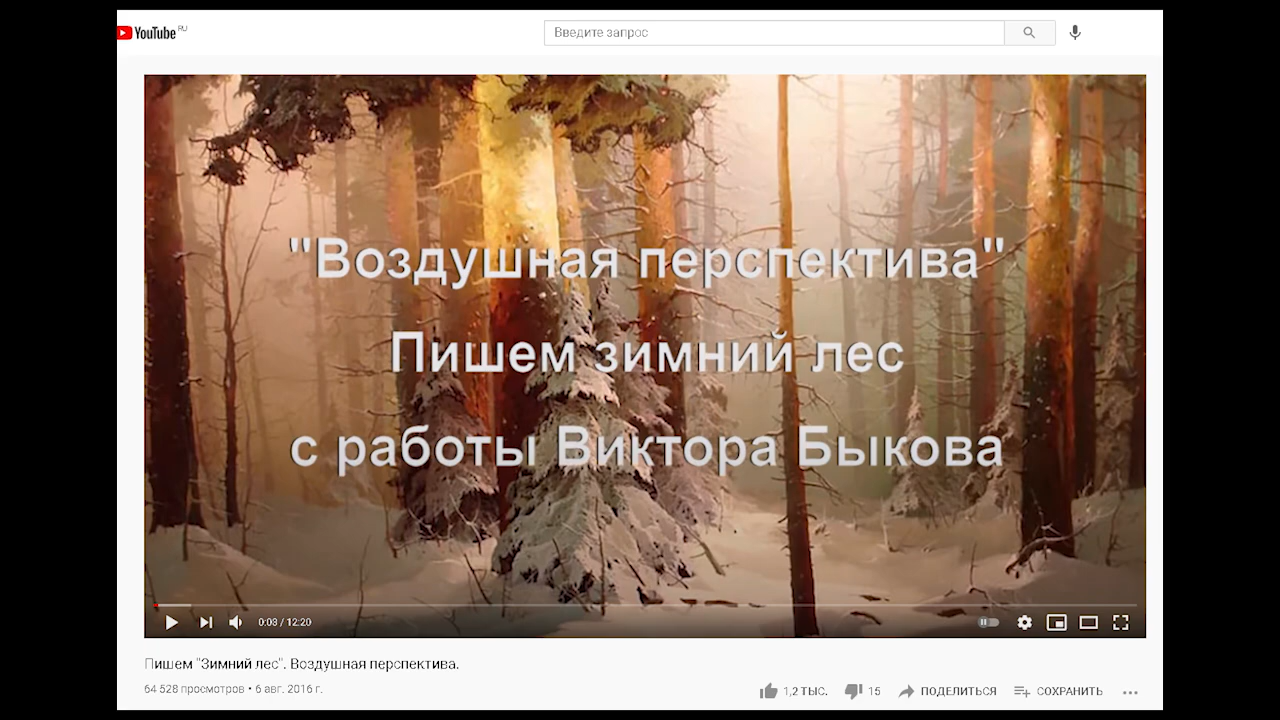 YouTube RU
Введите запрос
"Воздушная перспектива"
Пишем зимний лес
с работы Виктора Быкова
0:03 / 12:20
Пишем "Зимний лес". Воздушная перспектива.
64 528 просмотров • 6 авг. 2016 г.
1,2 ТЫС. 15 ПОДЕЛИТЬСЯ СОХРАНИТЬ